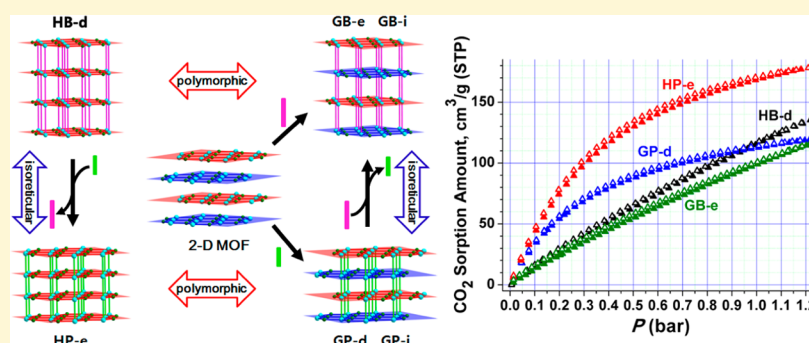 HB-d
GB-e GB-i
polymorphic
isoreticular
isoreticular
2-D MOF
polymorphic
HP-e
GP-d GP-i
CO2 Sorption Amount, cm3/g (STP)
150
100
50
0
HP-e
HB-d
GP-d
GB-e
0.0 0.1 0.2 0.3 0.4 0.5 0.6 0.7 0.8 0.9 1.0 1.1 1.2
P (bar)